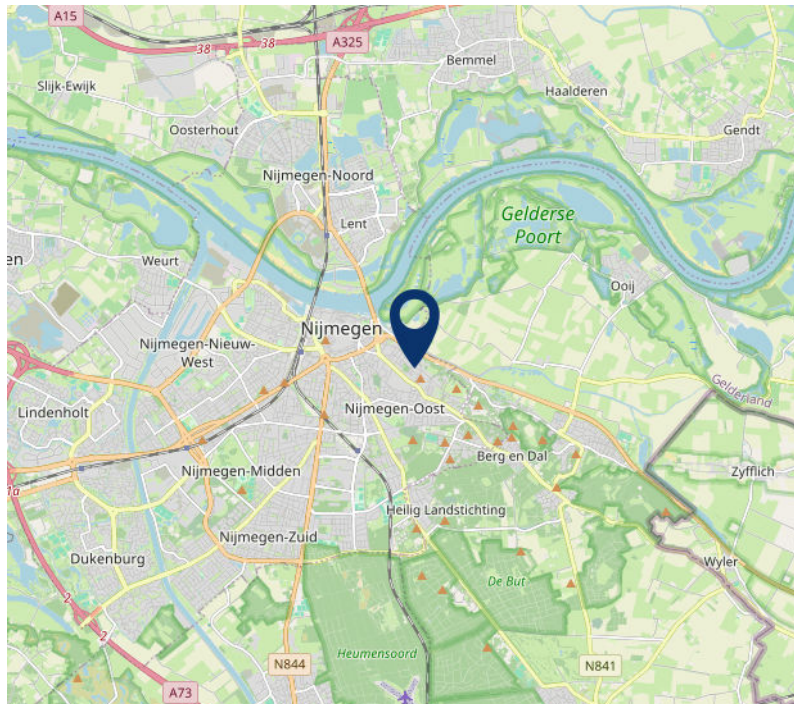 A15
38
38
A325
Bemmel
Slijk-Ewijk
Haalderen
Oosterhout
Gendt
Nijmegen-Noord
Lent
Gelderse
Poort
en
Weurt
Ooij
Nijmegen
Nijmegen-Nieuw-
West
Gelderland
Lindenholt
Nijmegen-Oost
Berg en Dal
Nijmegen-Midden
Zyfflich
1a
Heilig Landstichting
Nijmegen-Zuid
Dukenburg
De But
Wyler
2
2
Heumensoord
N844
N841
A73